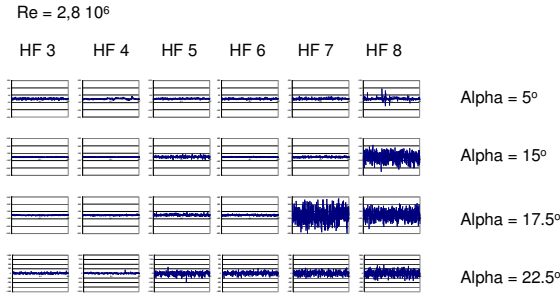 Re = 2,8 10⁶
HF 3 HF 4 HF 5 HF 6 HF 7 HF 8
Alpha = 5º
Alpha = 15º
Alpha = 17.5º
Alpha = 22.5º